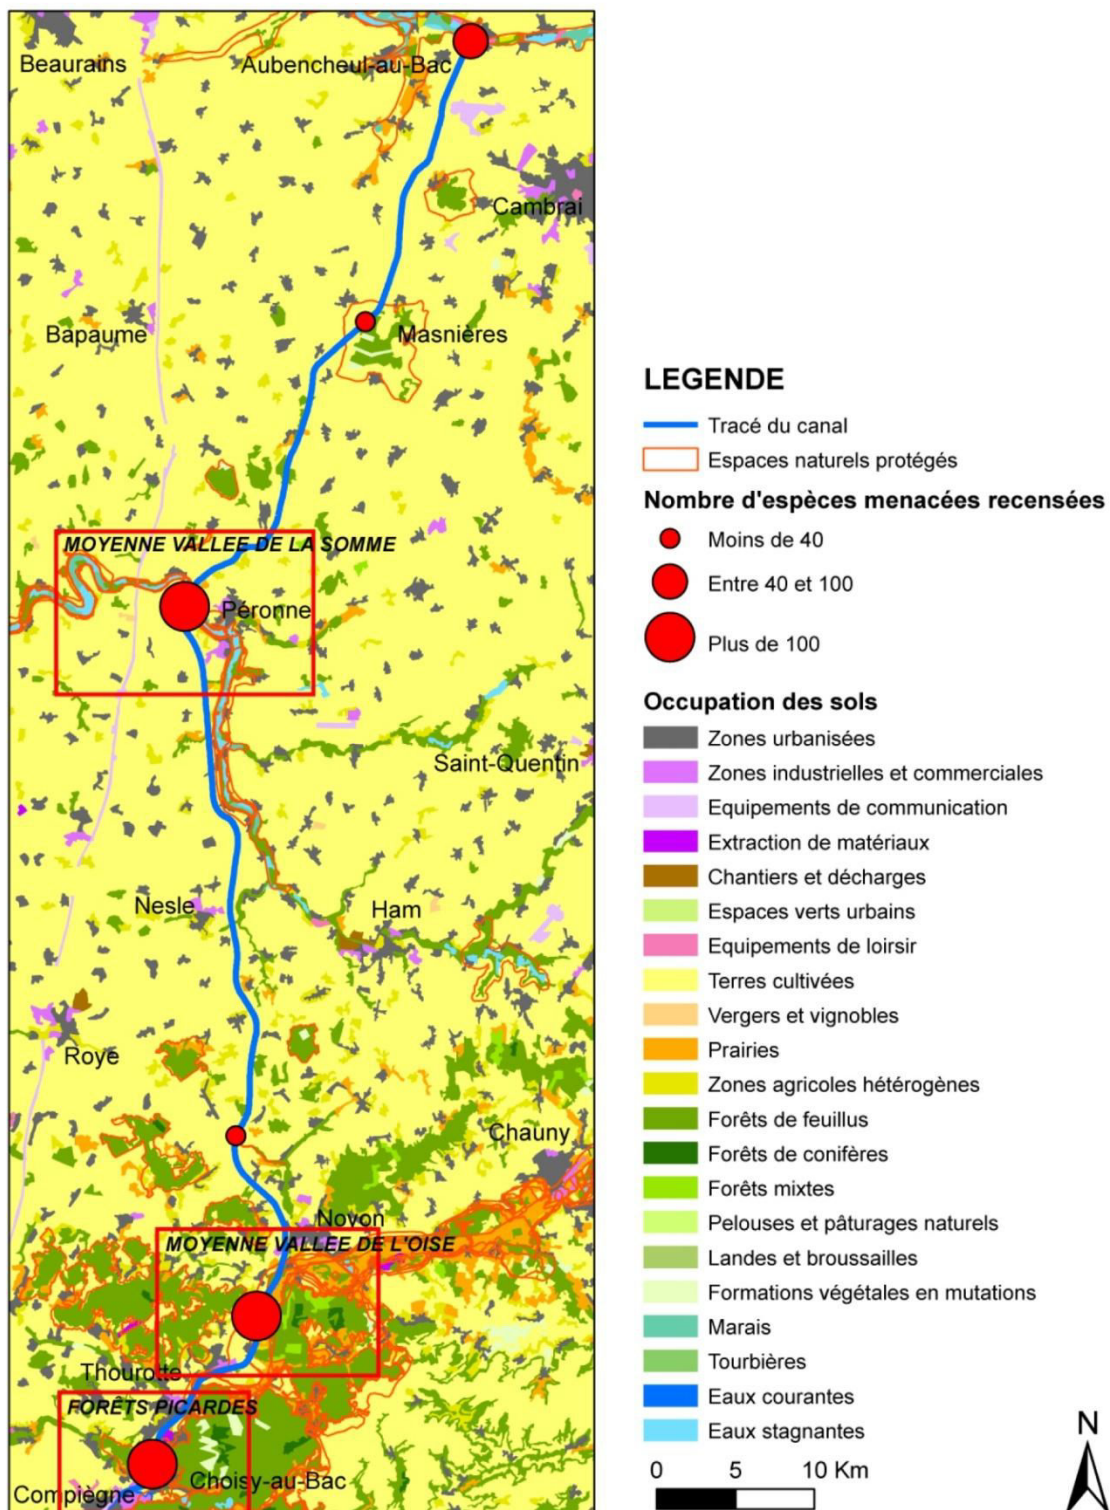 Beaurains
Aubencheul-au-Bac
Cambrai
Bapaume
Masnières
MOYENNE VALLEE DE LA SOMME
Péronne
Saint-Quentin
Nesle
Ham
Roye
Chauny
Noyon
MOYENNE VALLEE DE L'OISE
Thourotte
FORÊTS PICARDES
Choisy-au-Bac
Compiègne
LEGENDE
Tracé du canal
Espaces naturels protégés
Nombre d'espèces menacées recensées
Moins de 40
Entre 40 et 100
Plus de 100
Occupation des sols
Zones urbanisées
Zones industrielles et commerciales
Equipements de communication
Extraction de matériaux
Chantiers et décharges
Espaces verts urbains
Equipements de loirsir
Terres cultivées
Vergers et vignobles
Prairies
Zones agricoles hétérogènes
Forêts de feuillus
Forêts de conifères
Forêts mixtes
Pelouses et pâturages naturels
Landes et broussailles
Formations végétales en mutations
Marais
Tourbières
Eaux courantes
Eaux stagnantes
N
0 5 10 Km